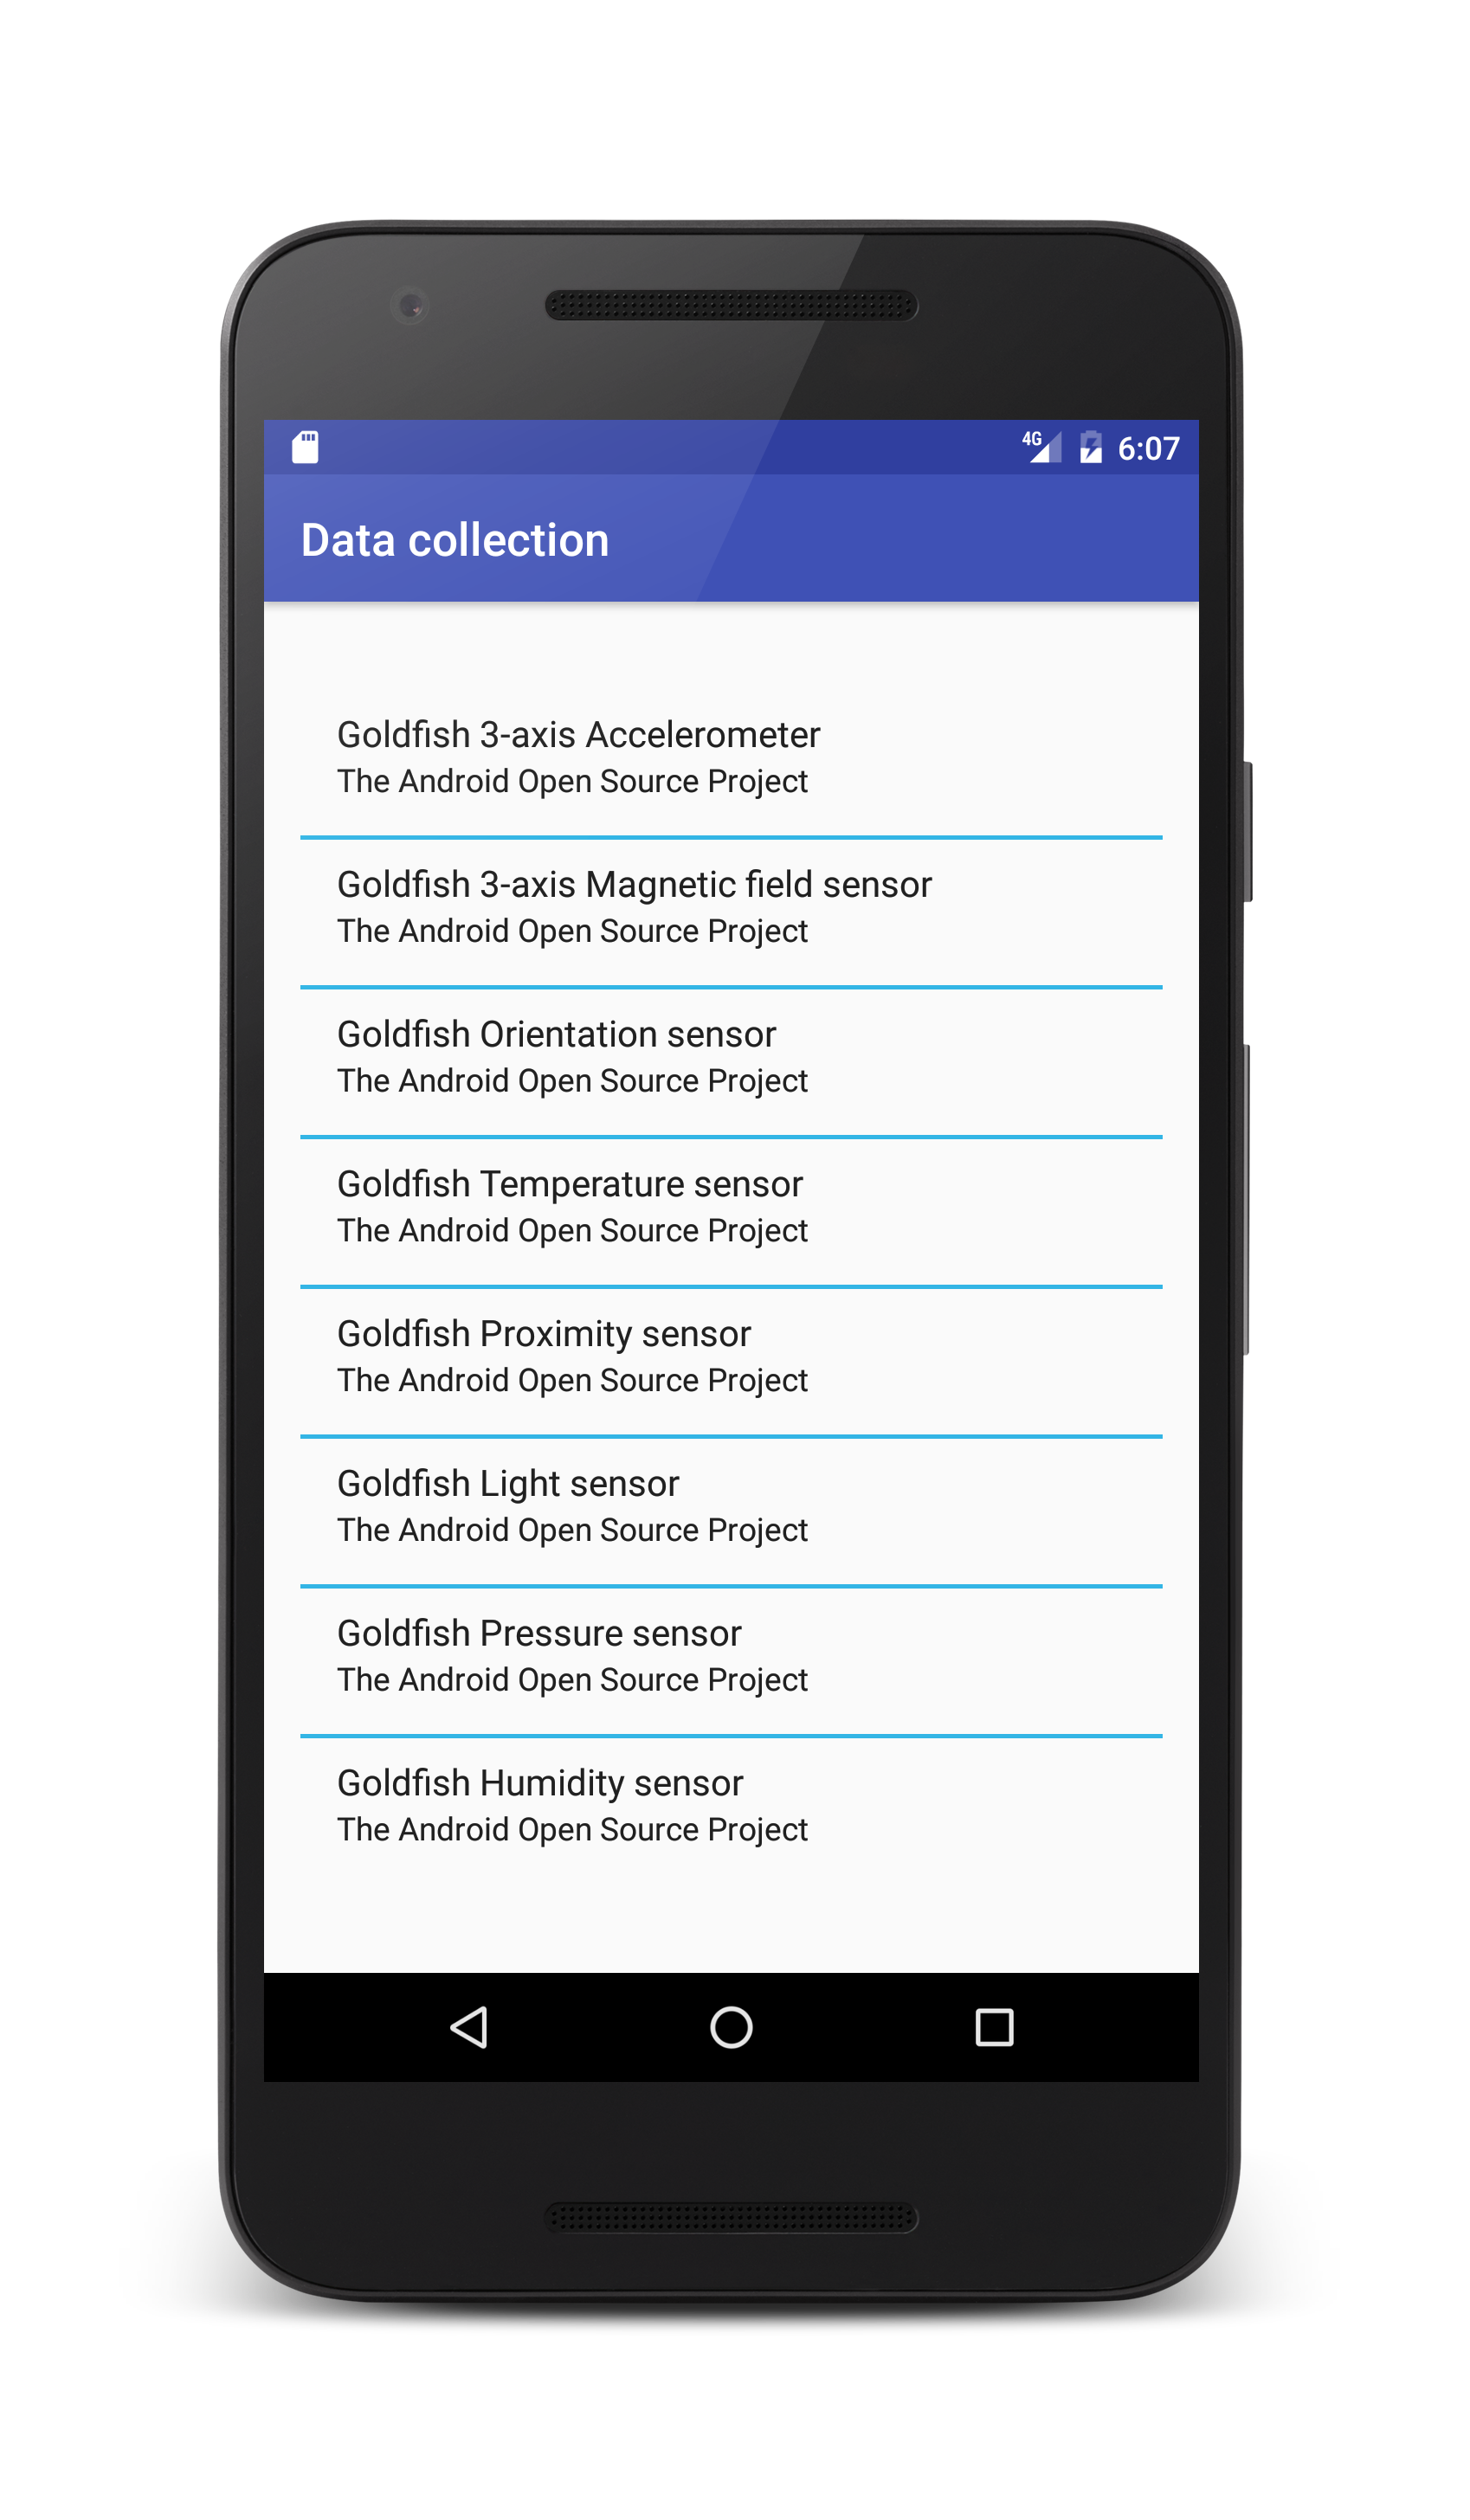 4G 6:07
Data collection
Goldfish 3-axis Accelerometer
The Android Open Source Project
Goldfish 3-axis Magnetic field sensor
The Android Open Source Project
Goldfish Orientation sensor
The Android Open Source Project
Goldfish Temperature sensor
The Android Open Source Project
Goldfish Proximity sensor
The Android Open Source Project
Goldfish Light sensor
The Android Open Source Project
Goldfish Pressure sensor
The Android Open Source Project
Goldfish Humidity sensor
The Android Open Source Project